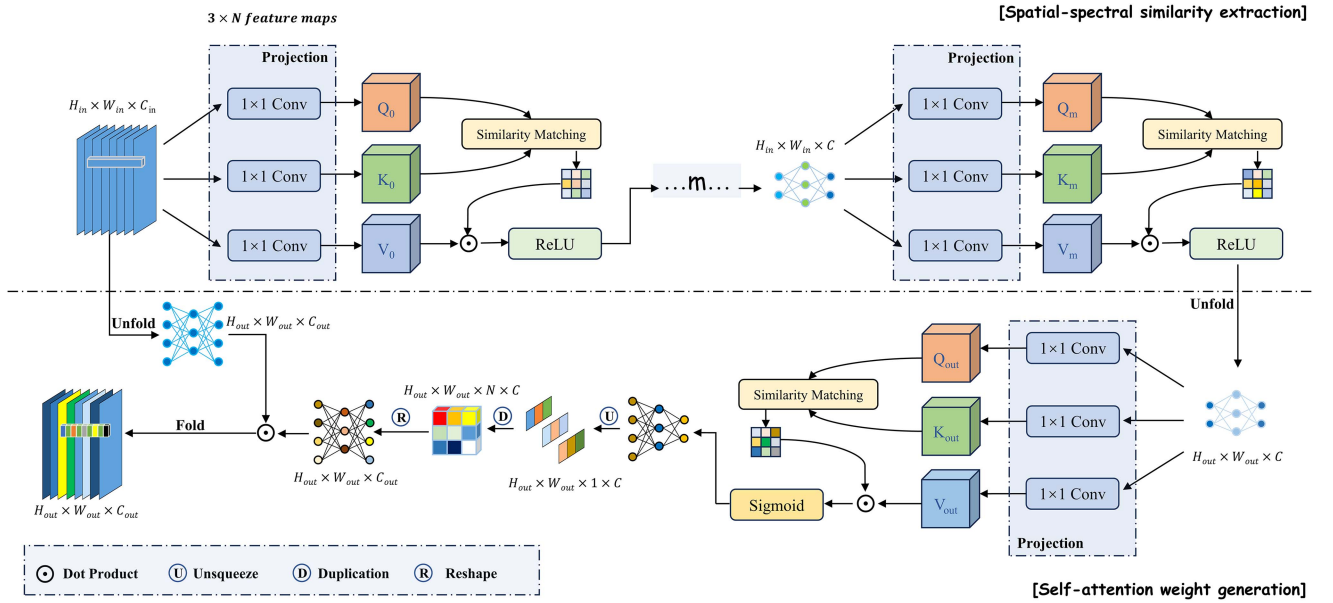 3 × N feature maps
[Spatial-spectral similarity extraction]
Projection
Projection
H_in × W_in × C_in
1×1 Conv
Q_0
Similarity Matching
1×1 Conv
K_0
1×1 Conv
V_0
ReLU
...m...
H_in × W_in × C
1×1 Conv
Q_m
Similarity Matching
1×1 Conv
K_m
1×1 Conv
V_m
ReLU
Unfold
H_out × W_out × C_out
Unfold
Q_out
1×1 Conv
Similarity Matching
K_out
1×1 Conv
H_out × W_out × C
V_out
1×1 Conv
Projection
Sigmoid
U
H_out × W_out × 1 × C
D
H_out × W_out × N × C
R
H_out × W_out × C_out
Fold
H_out × W_out × C_out
Dot Product
U Unsqueeze
D Duplication
R Reshape
[Self-attention weight generation]